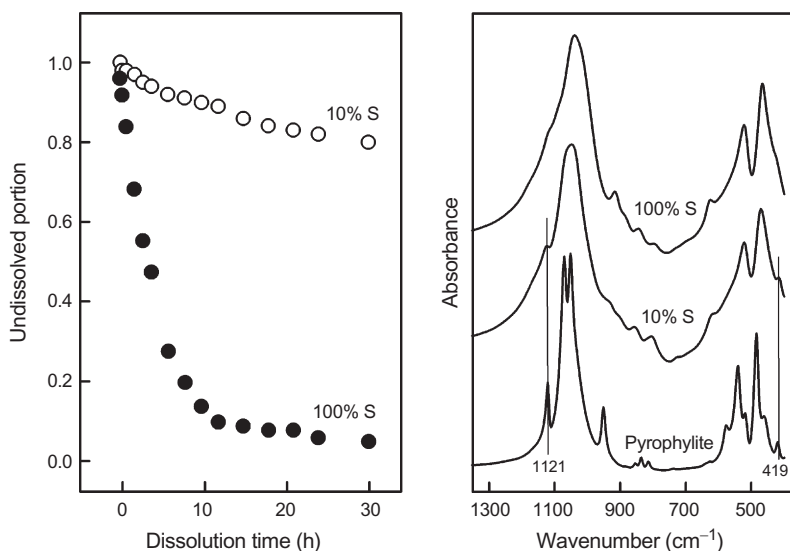 Undissolved portion
1.0
0.8
0.6
0.4
0.2
0.0
10% S
100% S
0
10
20
30
Dissolution time (h)
Absorbance
100% S
10% S
Pyrophylite
1121
419
1300
1100
900
700
500
Wavenumber (cm⁻¹)